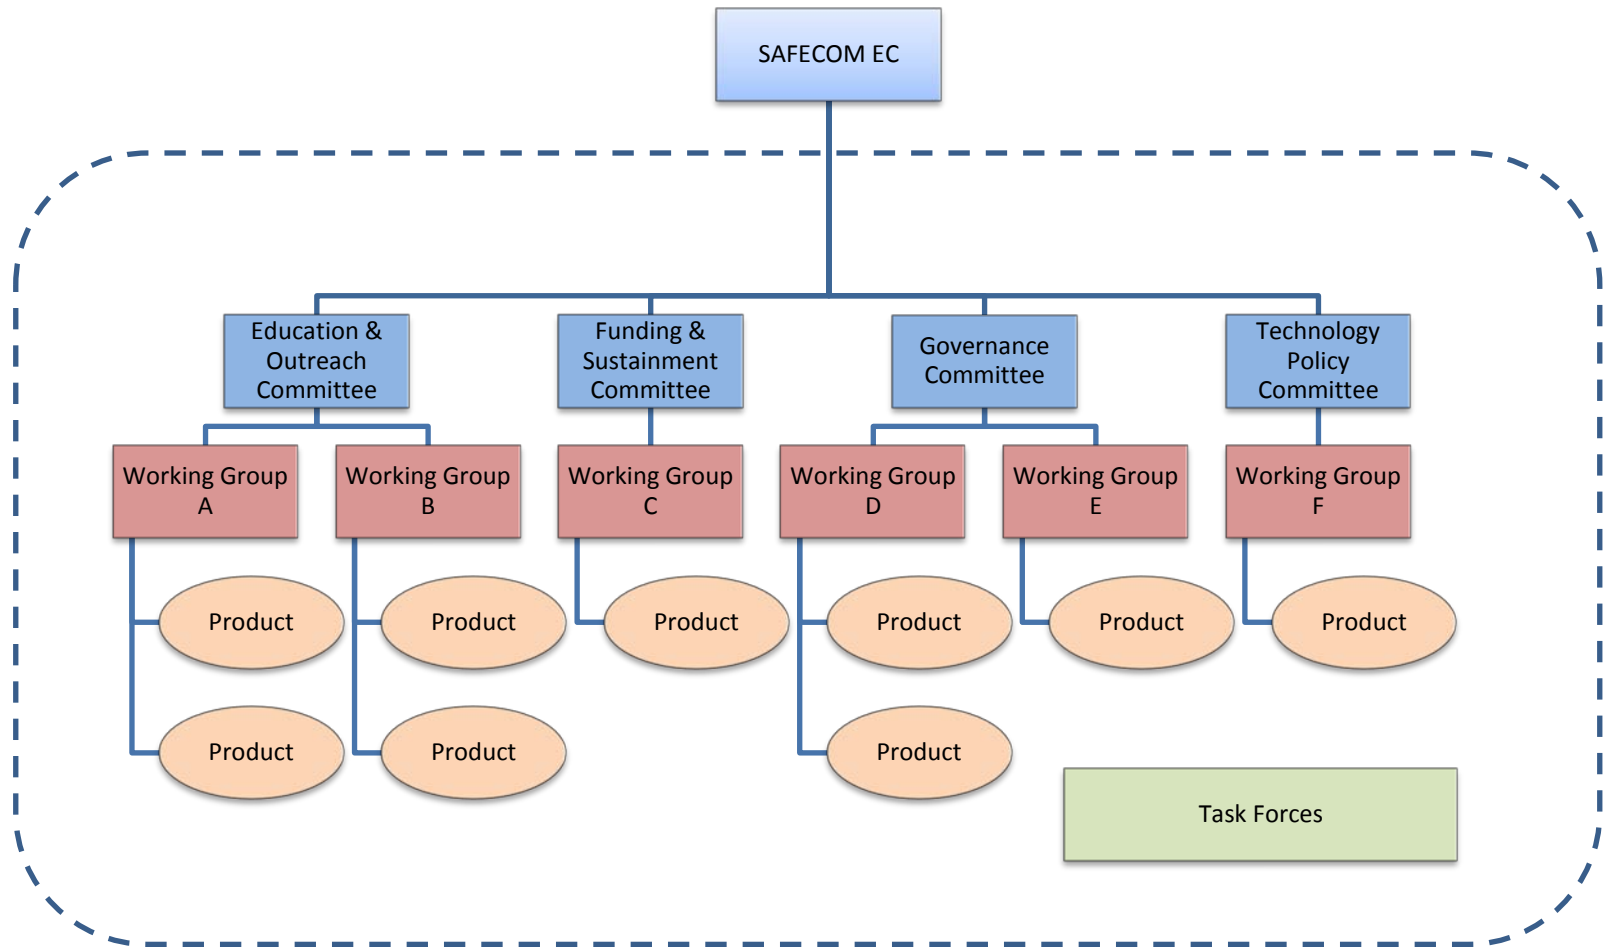 SAFECOM EC
Education &
Outreach
Committee
Funding &
Sustainment
Committee
Governance
Committee
Technology
Policy
Committee
Working Group
A
Working Group
B
Working Group
C
Working Group
D
Working Group
E
Working Group
F
Product
Product
Product
Product
Product
Product
Product
Product
Product
Task Forces